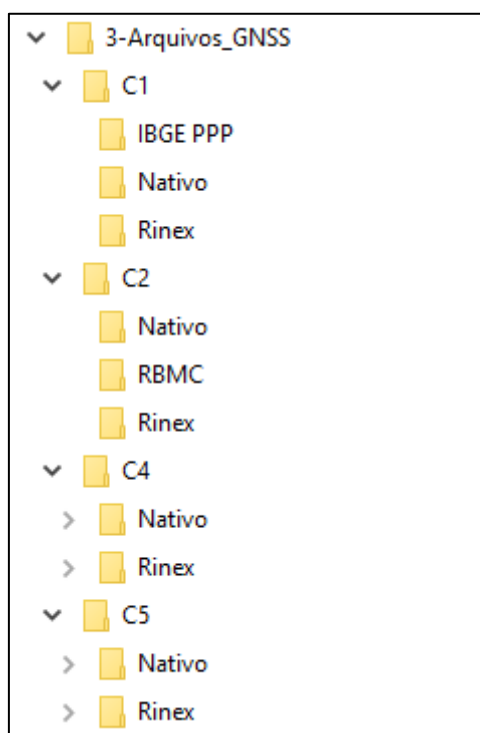 3-Arquivos_GNSS
C1
IBGE PPP
Nativo
Rinex
C2
Nativo
RBMC
Rinex
C4
Nativo
Rinex
C5
Nativo
Rinex